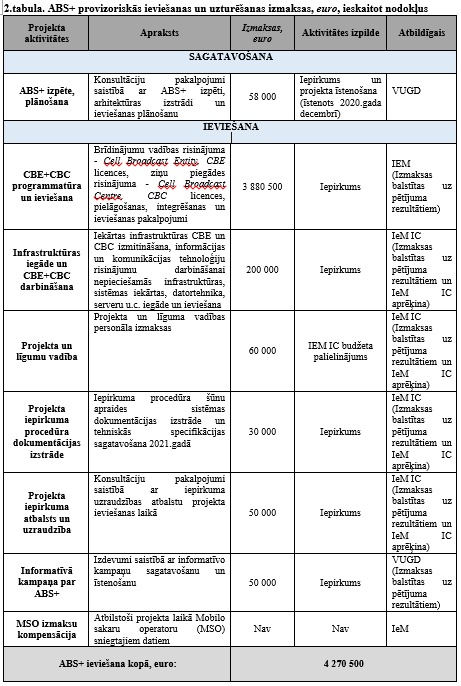 2.tabula. ABS+ provizoriskās ieviešanas un uzturēšanas izmaksas, euro, ieskaitot nodokļus
Projekta
aktivitātes
Apraksts
Izmaksas,
euro
Aktivitātes izpilde
Atbildīgais
SAGATAVOŠANA
ABS+ izpēte,
plānošana
Konsultāciju pakalpojumi
saistībā ar ABS+ izpēti,
arhitektūras izstrādi un
ieviešanas plānošanu
58 000
Iepirkums un
projekta īstenošana
(īstenots 2020.gada
decembrī)
VUGD
IEVIEŠANA
CBE+CBC
programmatūra
un ieviešana
Brīdinājumu vadības risinājuma
- Cell Broadcast Entity CBE
licences, ziņu piegādes
risinājuma - Cell Broadcast
Centre CBC licences,
pielāgošanas, integrēšanas un
ieviešanas pakalpojumi
3 880 500
Iepirkums
IEM
(Izmaksas
balstītas uz
pētījuma
rezultātiem)
Infrastruktūras
iegāde un
CBE+CBC
darbināšana
Iekārtas infrastruktūras CBE un
CBC izmitināšana, informācijas
un komunikācijas tehnoloģiju
risinājumu darbināšanai
nepieciešamās infrastruktūras,
sistēmas iekārtas, datortehnika,
serveru u.c. iegāde un ieviešana
200 000
Iepirkums
IeM IC
(Izmaksas
balstītas uz
pētījuma
rezultātiem un
IeM IC
aprēķina)
Projekta un
līgumu vadība
Projekta un līguma vadības
personāla izmaksas
60 000
IEM IC budžeta
palielinājums
IeM IC
(Izmaksas
balstītas uz
pētījuma
rezultātiem un
IeM IC
aprēķina)
Projekta
iepirkuma
procedūra
dokumentācijas
izstrāde
Iepirkuma procedūra šūnu
apraides sistēmas
dokumentācijas izstrāde un
tehniskās specifikācijas
sagatavošana 2021.gadā
30 000
Iepirkums
IeM IC
(Izmaksas
balstītas uz
pētījuma
rezultātiem un
IeM IC
aprēķina)
Projekta
iepirkuma
atbalsts un
uzraudzība
Konsultāciju pakalpojumi
saistībā ar iepirkuma
uzraudzības atbalstu projekta
ieviešanas laikā
50 000
Iepirkums
IeM IC
(Izmaksas
balstītas uz
pētījuma
rezultātiem un
IeM IC
aprēķina)
Informatīvā
kampaņa par
ABS+
Izdevumi saistībā ar informatīvo
kampaņu sagatavošanu un
īstenošanu
50 000
Iepirkums
VUGD
(Izmaksas
balstītas uz
pētījuma
rezultātiem)
MSO izmaksu
kompensācija
Atbilstoši projekta laikā Mobilo
sakaru operatoru (MSO)
sniegtajiem datiem
Nav
Nav
IeM
ABS+ ieviešana kopā, euro:
4 270 500